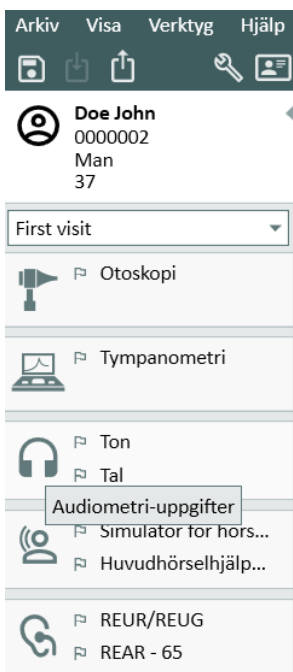 Arkiv Visa Verktyg Hjälp
Doe John
0000002
Man
37
First visit
Otoskopi
Tympanometri
Ton
Tal
Audiometri-uppgifter
Simulator för hörs...
Huvudhörselhjälp...
REUR/REUG
REAR - 65